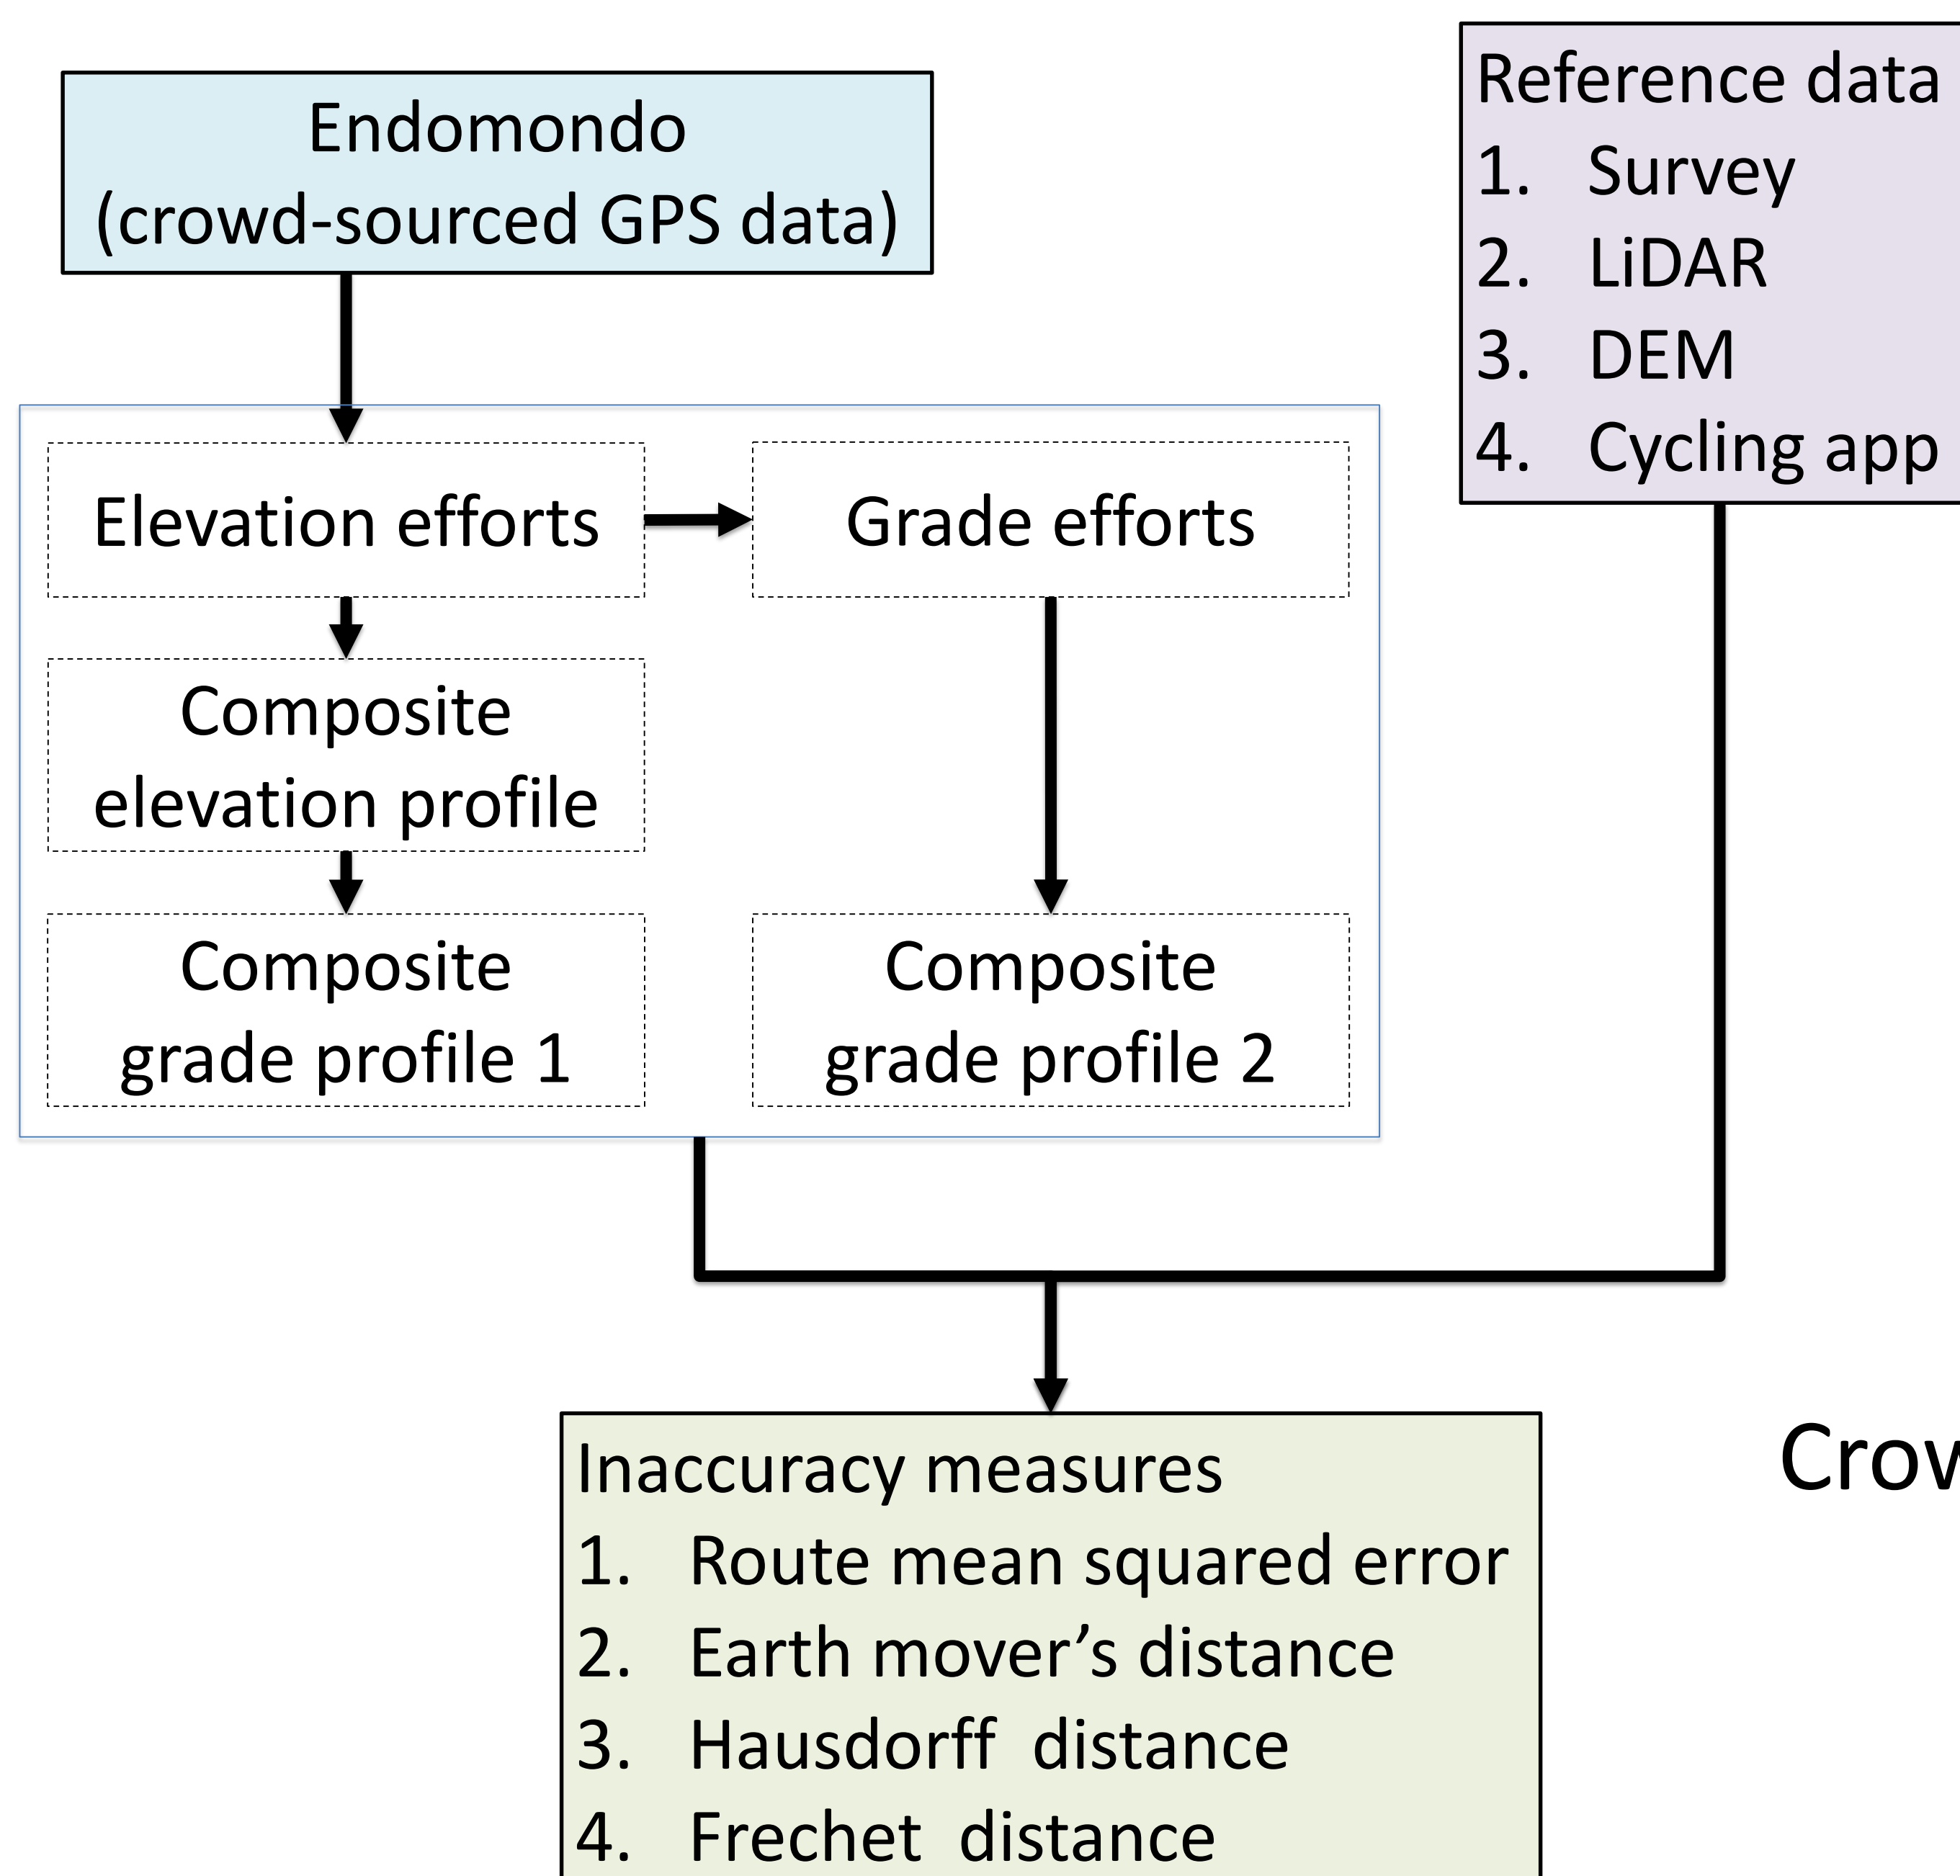 Endomondo
(crowd-sourced GPS data)
Reference data
1. Survey
2. LiDAR
3. DEM
4. Cycling app
Elevation efforts
Grade efforts
Composite
elevation profile
Composite
grade profile 1
Composite
grade profile 2
Inaccuracy measures
1. Route mean squared error
2. Earth mover’s distance
3. Hausdorff distance
4. Frechet distance